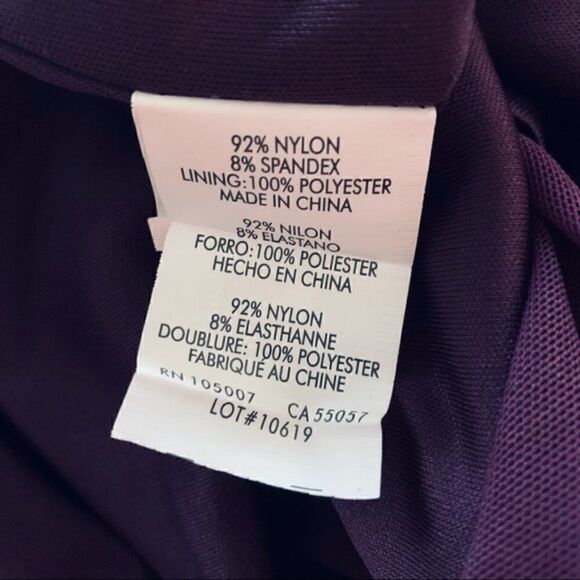 92% NYLON
8% SPANDEX
LINING:100% POLYESTER
MADE IN CHINA
92% NILON
8% ELASTANO
FORRO:100% POLIESTER
HECHO EN CHINA
92% NYLON
8% ELASTHANNE
DOUBLURE: 100% POLYESTER
FABRIQUÉ AU CHINE
RN 105007 CA 55057
LOT#10619